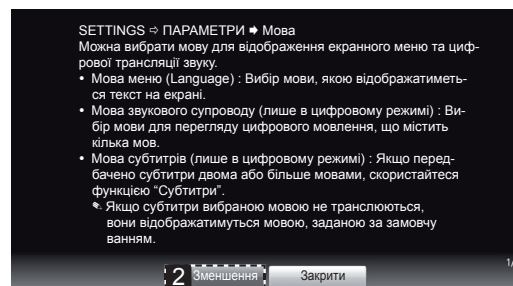 SETTINGS ⇨ ПАРАМЕТРИ ➧ Мова
Можна вибрати мову для відображення екранного меню та циф-
рової трансляції звуку.
• Мова меню (Language) : Вибір мови, якою відображатиметь-
ся текст на екрані.
• Мова звукового супроводу (лише в цифровому режимі) : Ви-
бір мови для перегляду цифрового мовлення, що містить
кілька мов.
• Мова субтитрів (лише в цифровому режимі) : Якщо перед-
бачено субтитри двома або більше мовами, скористайтеся
функцією “Субтитри”.
✎ Якщо субтитри вибраною мовою не транслюються,
вони відображатимуться мовою, заданою за замовчу
ванням.
1/
2 Зменшення Закрити